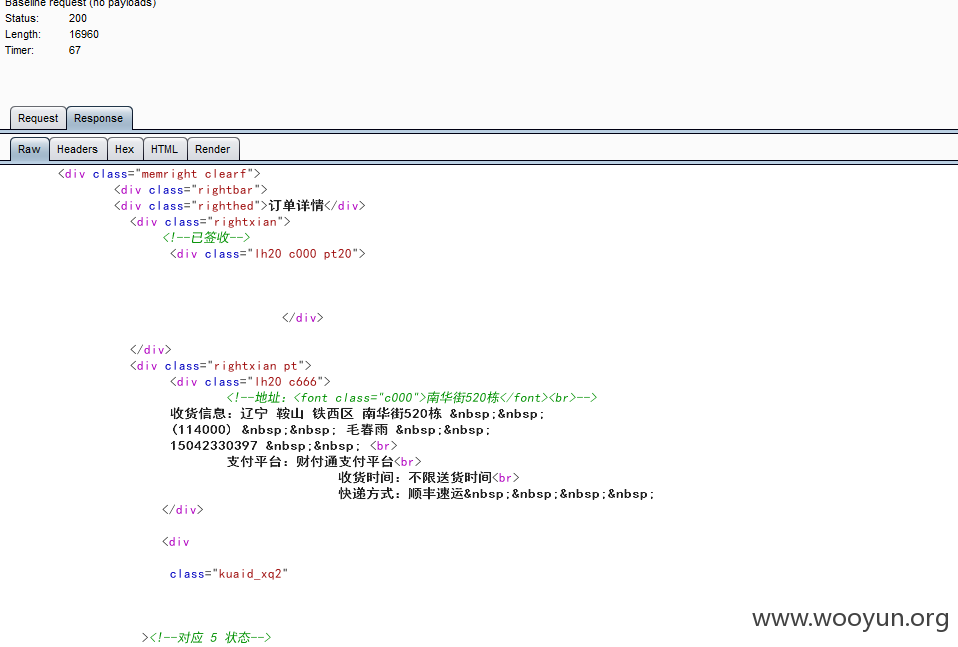 Baseline request (no payloads)
Status: 200
Length: 16960
Timer: 67
Request Response
Raw Headers Hex HTML Render
<div class="memright clearf">
<div class="rightbar">
<div class="righthed">订单详情</div>
<div class="rightxian">
<!--已签收-->
<div class="lh20 c000 pt20">
</div>
</div>
<div class="rightxian pt">
<div class="lh20 c666">
<!--地址：<font class="c000">南华街520栋</font><br>-->
收货信息：辽宁 鞍山 铁西区 南华街520栋 &nbsp;&nbsp;
(114000) &nbsp;&nbsp; 毛春雨 &nbsp;&nbsp;
15042330397 &nbsp;&nbsp; <br>
支付平台：财付通支付平台<br>
收货时间：不限送货时间<br>
快递方式：顺丰速运&nbsp;&nbsp;&nbsp;&nbsp;
</div>
<div
class="kuaid_xq2"
><!--对应 5 状态-->
www.wooyun.org